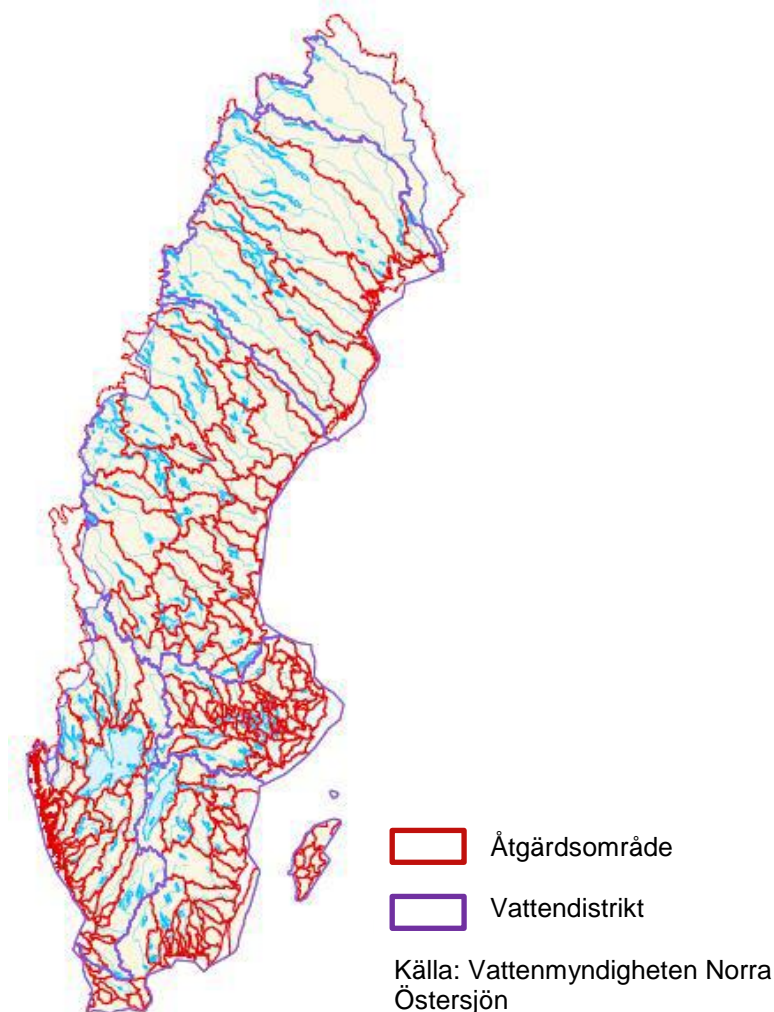 Åtgärdsområde
Vattendistrikt
Källa: Vattenmyndigheten Norra
Östersjön